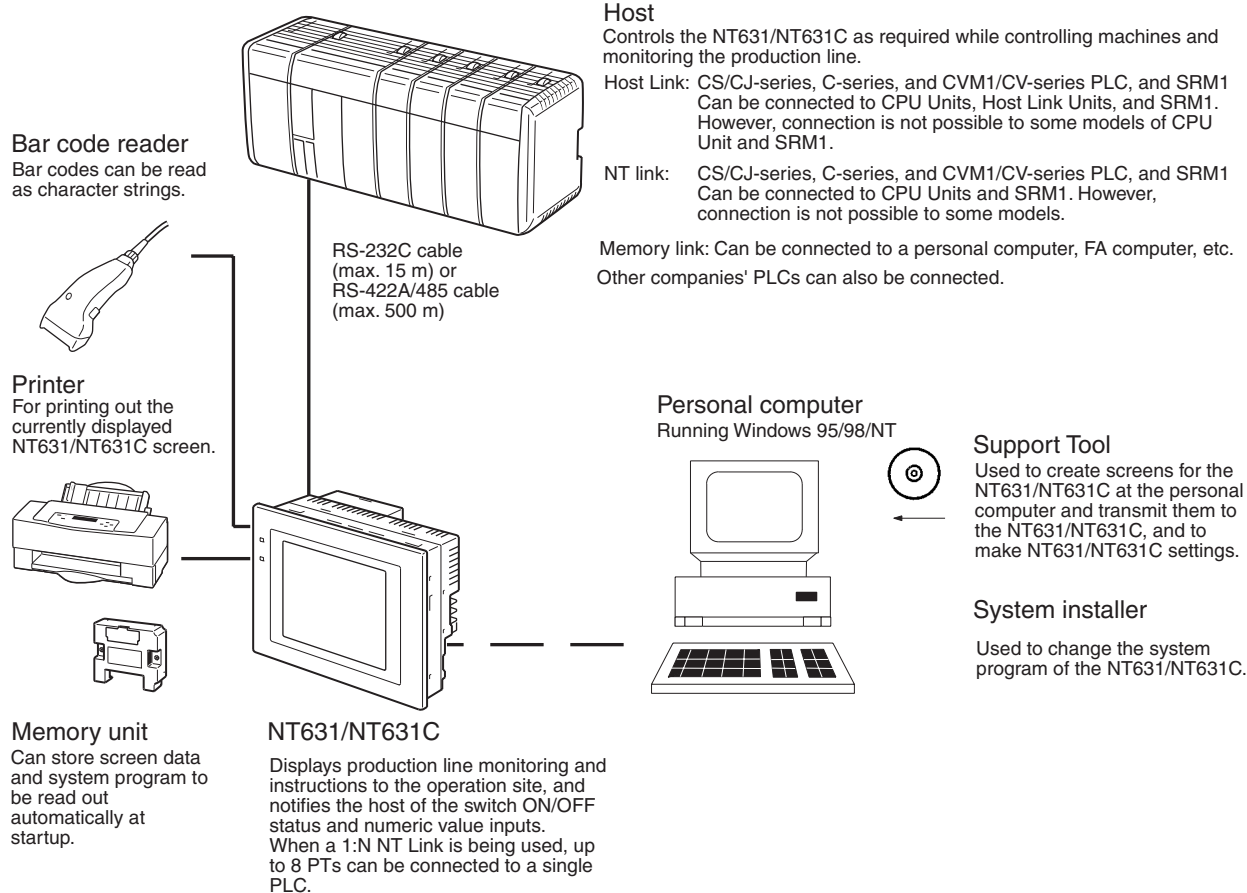 Host
Controls the NT631/NT631C as required while controlling machines and
monitoring the production line.
Host Link: CS/CJ-series, C-series, and CVM1/CV-series PLC, and SRM1
Can be connected to CPU Units, Host Link Units, and SRM1.
However, connection is not possible to some models of CPU
Unit and SRM1.
NT link: CS/CJ-series, C-series, and CVM1/CV-series PLC, and SRM1
Can be connected to CPU Units and SRM1. However,
connection is not possible to some models.
Memory link: Can be connected to a personal computer, FA computer, etc.
Other companies' PLCs can also be connected.
Bar code reader
Bar codes can be read
as character strings.
RS-232C cable
(max. 15 m) or
RS-422A/485 cable
(max. 500 m)
Printer
For printing out the
currently displayed
NT631/NT631C screen.
Personal computer
Running Windows 95/98/NT
Support Tool
Used to create screens for the
NT631/NT631C at the personal
computer and transmit them to
the NT631/NT631C, and to
make NT631/NT631C settings.
System installer
Used to change the system
program of the NT631/NT631C.
Memory unit
Can store screen data
and system program to
be read out
automatically at
startup.
NT631/NT631C
Displays production line monitoring and
instructions to the operation site, and
notifies the host of the switch ON/OFF
status and numeric value inputs.
When a 1:N NT Link is being used, up
to 8 PTs can be connected to a single
PLC.